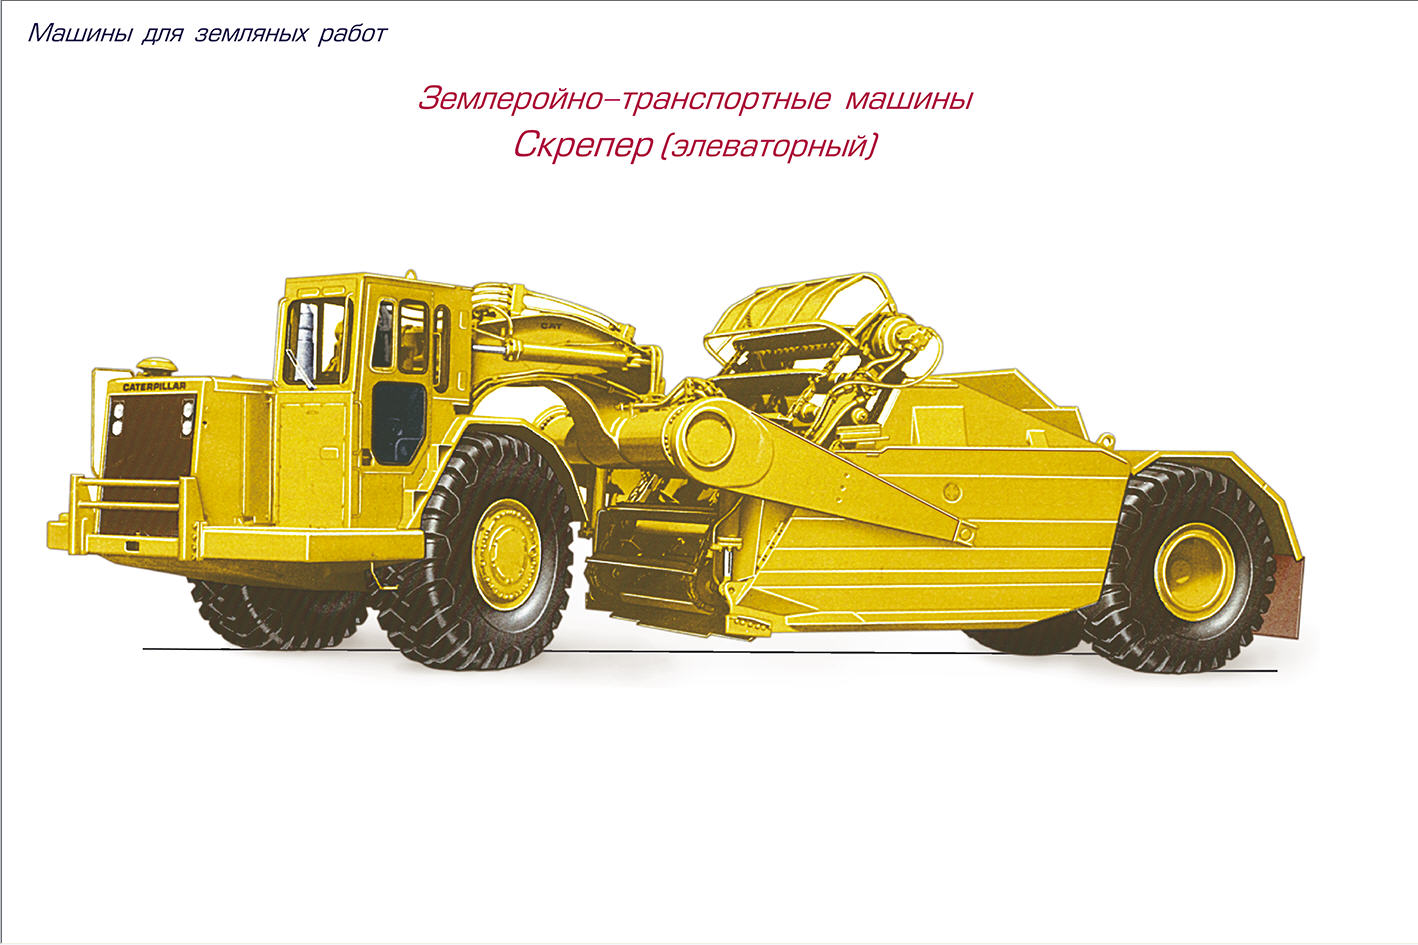 Машины для земляных работ
Землеройно-транспортные машины
Скрепер (элеваторный)
CAT
CATERPILLAR